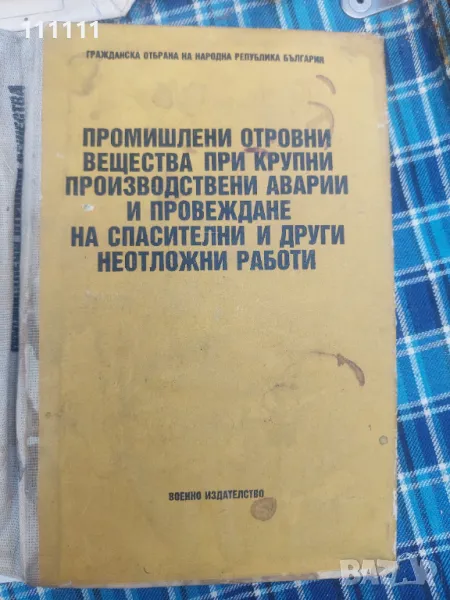 111111
ГРАЖДАНСКА ОТБРАНА НА НАРОДНА РЕПУБЛИКА БЪЛГАРИЯ
ПРОМИШЛЕНИ ОТРОВНИ
ВЕЩЕСТВА ПРИ КРУПНИ
ПРОИЗВОДСТВЕНИ АВАРИИ
И ПРОВЕЖДАНЕ
НА СПАСИТЕЛНИ И ДРУГИ
НЕОТЛОЖНИ РАБОТИ
ВОЕННО ИЗДАТЕЛСТВО
BAZAR